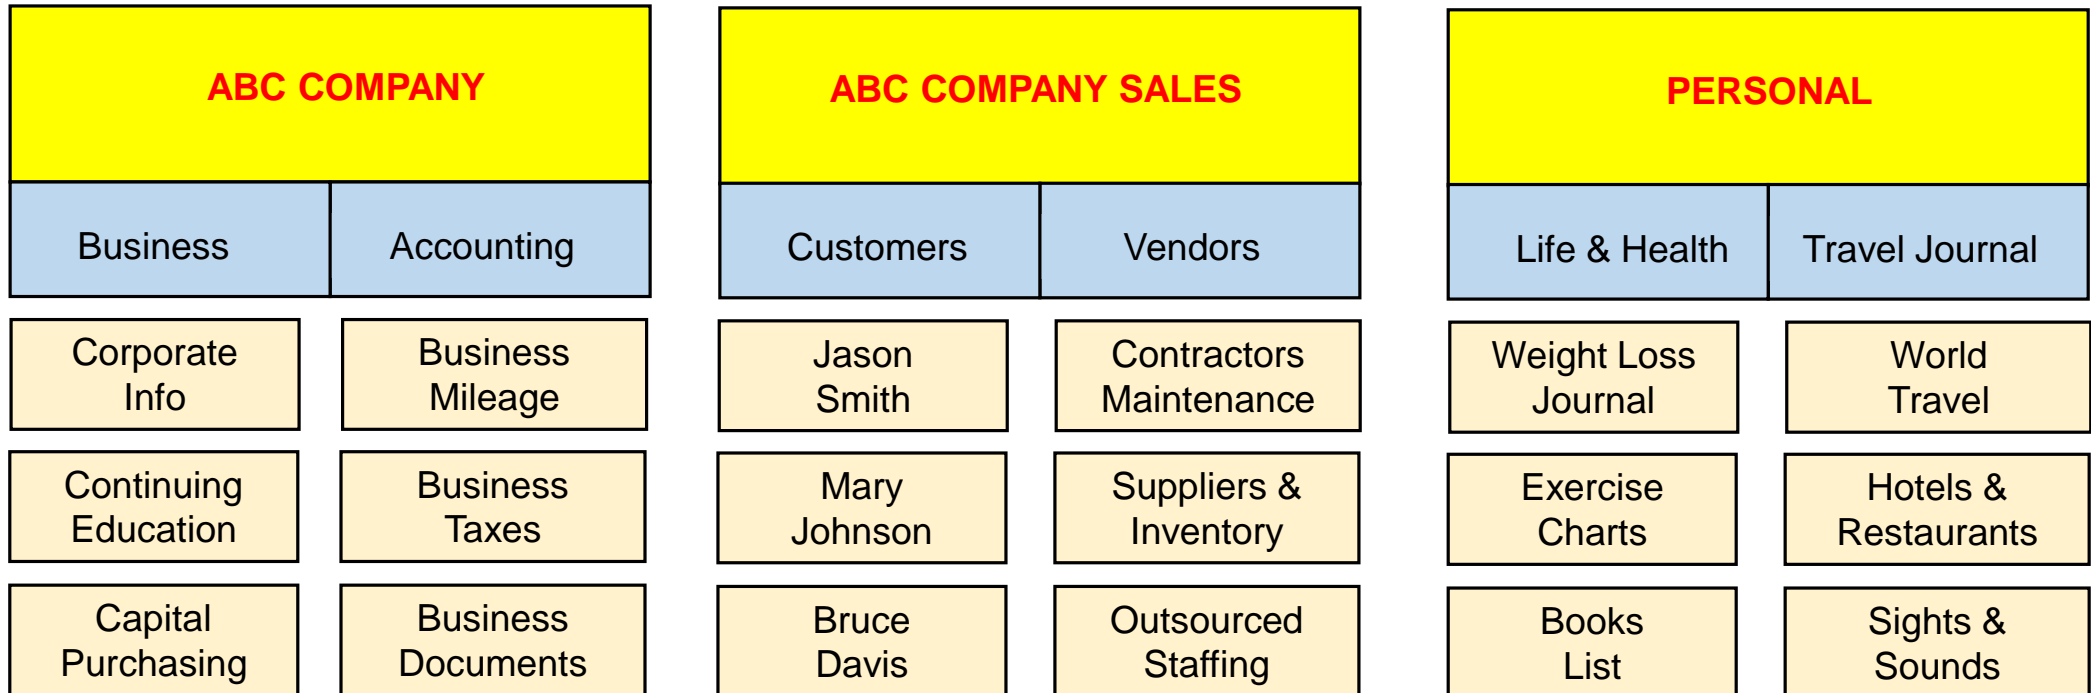 ABC COMPANY
Business
Accounting
Corporate
Info
Business
Mileage
Continuing
Education
Business
Taxes
Capital
Purchasing
Business
Documents
ABC COMPANY SALES
Customers
Vendors
Jason
Smith
Contractors
Maintenance
Mary
Johnson
Suppliers &
Inventory
Bruce
Davis
Outsourced
Staffing
PERSONAL
Life & Health
Travel Journal
Weight Loss
Journal
World
Travel
Exercise
Charts
Hotels &
Restaurants
Books
List
Sights &
Sounds